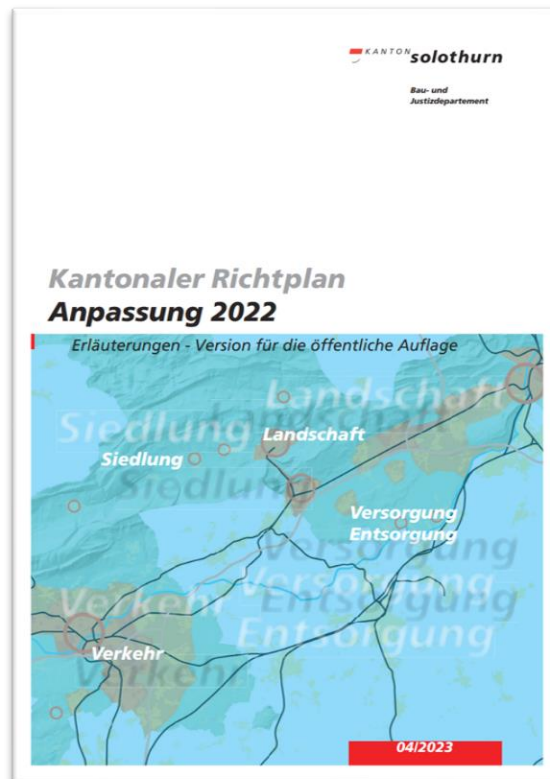 KANTON solothurn
Bau- und
Justizdepartement
Kantonaler Richtplan
Anpassung 2022
Erläuterungen - Version für die öffentliche Auflage
Landschaft
Siedlung
Landschaft
Landschaft
Siedlung
Siedlung
Versorgung
Entsorgung
Versorgung
Versorgung
Entsorgung
Verkehr
Entsorgung
Verkehr
Verkehr
04/2023